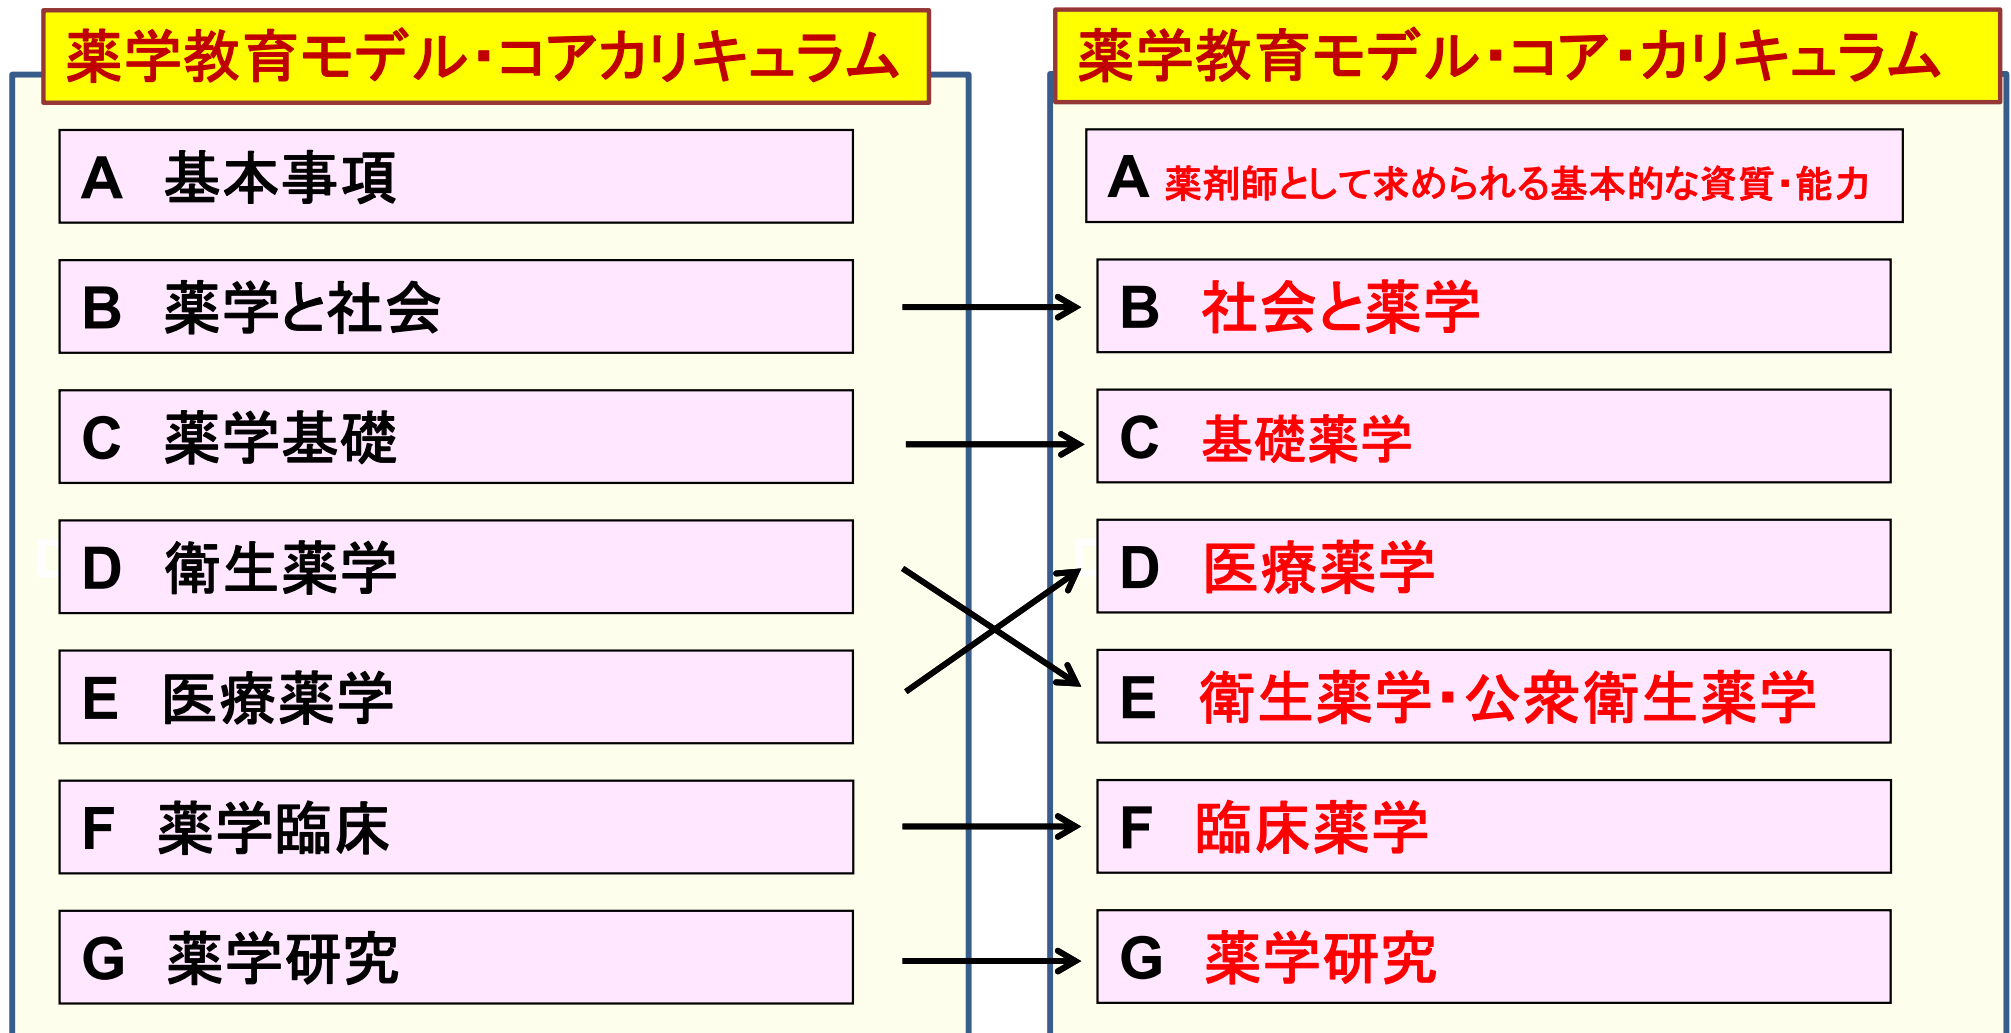 薬学教育モデル・コアカリキュラム
A 基本事項
B 薬学と社会
C 薬学基礎
D 衛生薬学
E 医療薬学
F 薬学臨床
G 薬学研究
薬学教育モデル・コア・カリキュラム
A 薬剤師として求められる基本的な資質・能力
B 社会と薬学
C 基礎薬学
D 医療薬学
E 衛生薬学・公衆衛生薬学
F 臨床薬学
G 薬学研究